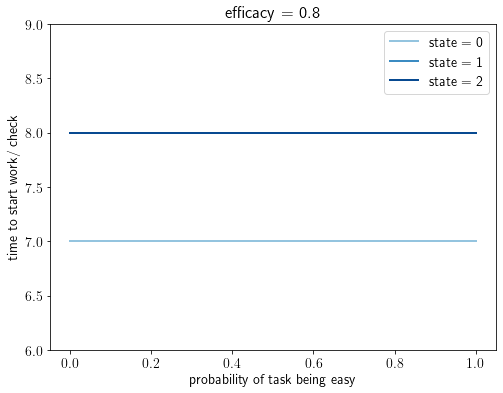 efficacy = 0.8
9.0
8.5
8.0
7.5
7.0
6.5
6.0
time to start work/ check
state = 0
state = 1
state = 2
0.0 0.2 0.4 0.6 0.8 1.0
probability of task being easy